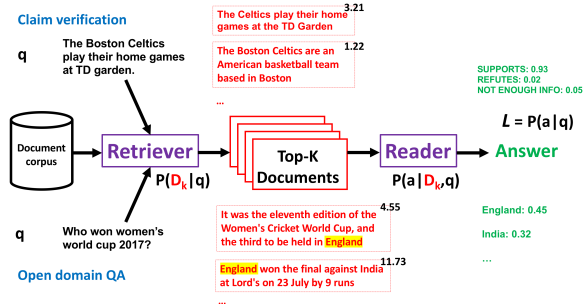 Claim verification
q
The Boston Celtics
play their home games
at TD garden.
3.21
The Celtics play their home
games at the TD Garden
1.22
The Boston Celtics are an
American basketball team
based in Boston
...
SUPPORTS: 0.93
REFUTES: 0.02
NOT ENOUGH INFO: 0.05
L = P(a|q)
Document
corpus
Retriever
P(Dk|q)
Top-K
Documents
Reader
P(a|Dk,q)
Answer
q
Who won women's
world cup 2017?
Open domain QA
4.55
It was the eleventh edition of the
Women's Cricket World Cup, and
the third to be held in England
11.73
England won the final against India
at Lord's on 23 July by 9 runs
...
England: 0.45
India: 0.32
...